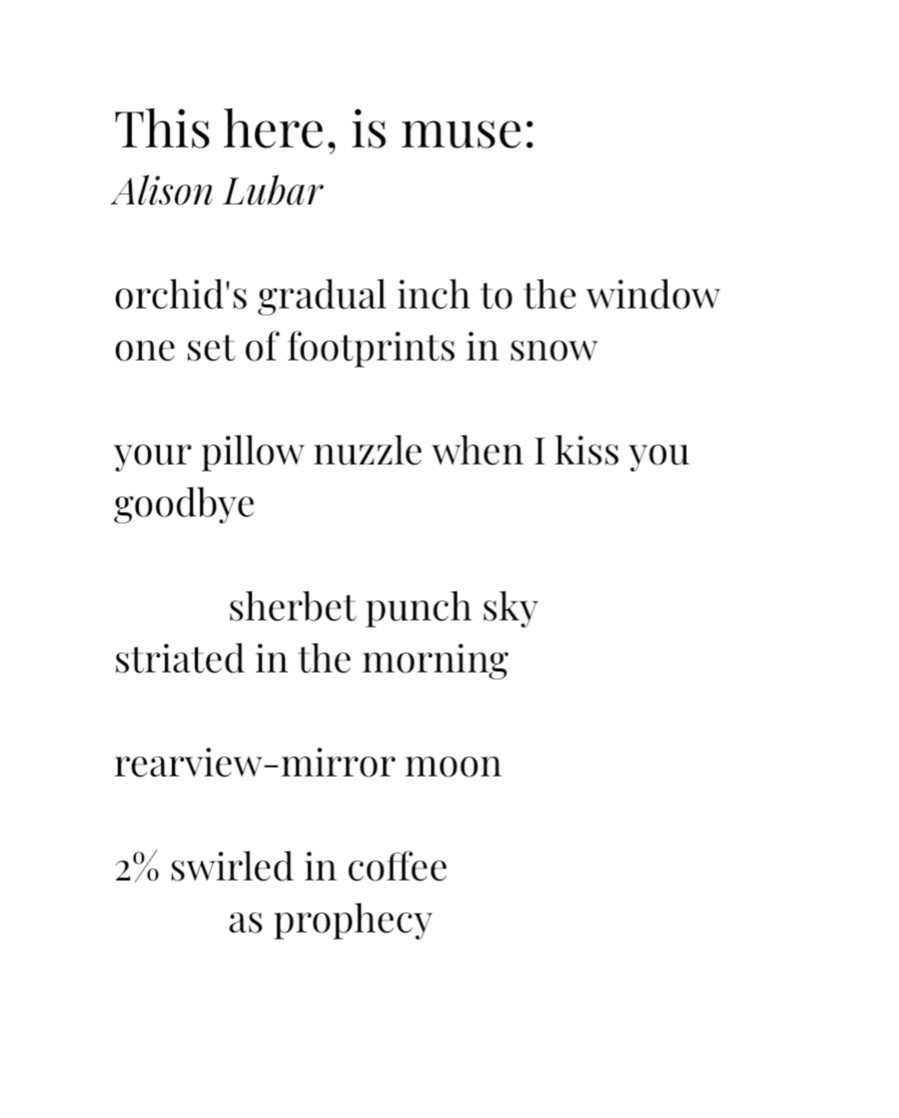 This here, is muse:
Alison Lubar
orchid's gradual inch to the window
one set of footprints in snow
your pillow nuzzle when I kiss you
goodbye
sherbet punch sky
striated in the morning
rearview-mirror moon
2% swirled in coffee
as prophecy